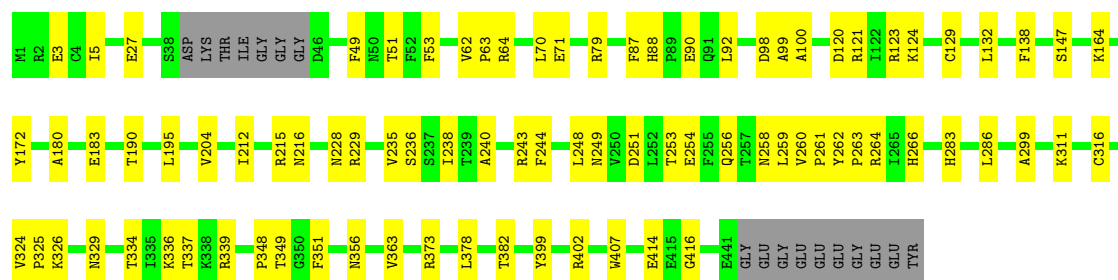 M1 R2 E3 C4 I5 E27 S38 ASP LYS THR ILE GLY GLY GLY D46 F49 N50 T51 F52 F53 V62 P63 R64 L70 E71 R79 F87 H88 P89 E90 Q91 L92 D98 A99 A100 D120 R121 I122 R123 K124 C129 L132 F138 S147 K164
Y172 A180 E183 T190 L195 V204 I212 R215 N216 N228 R229 V235 S236 S237 I238 T239 A240 R243 F244 L248 N249 V250 D251 L252 T253 E254 F255 Q256 T257 N258 L259 V260 P261 Y262 P263 R264 I265 H266 H283 L286 A299 K311 C316
V324 P325 K326 N329 T334 I335 K336 T337 K338 R339 P348 T349 G350 F351 N356 V363 R373 L378 T382 Y399 R402 W407 E414 E415 G416 E441 GLY GLU GLY GLU GLU GLU GLY GLU GLU TYR